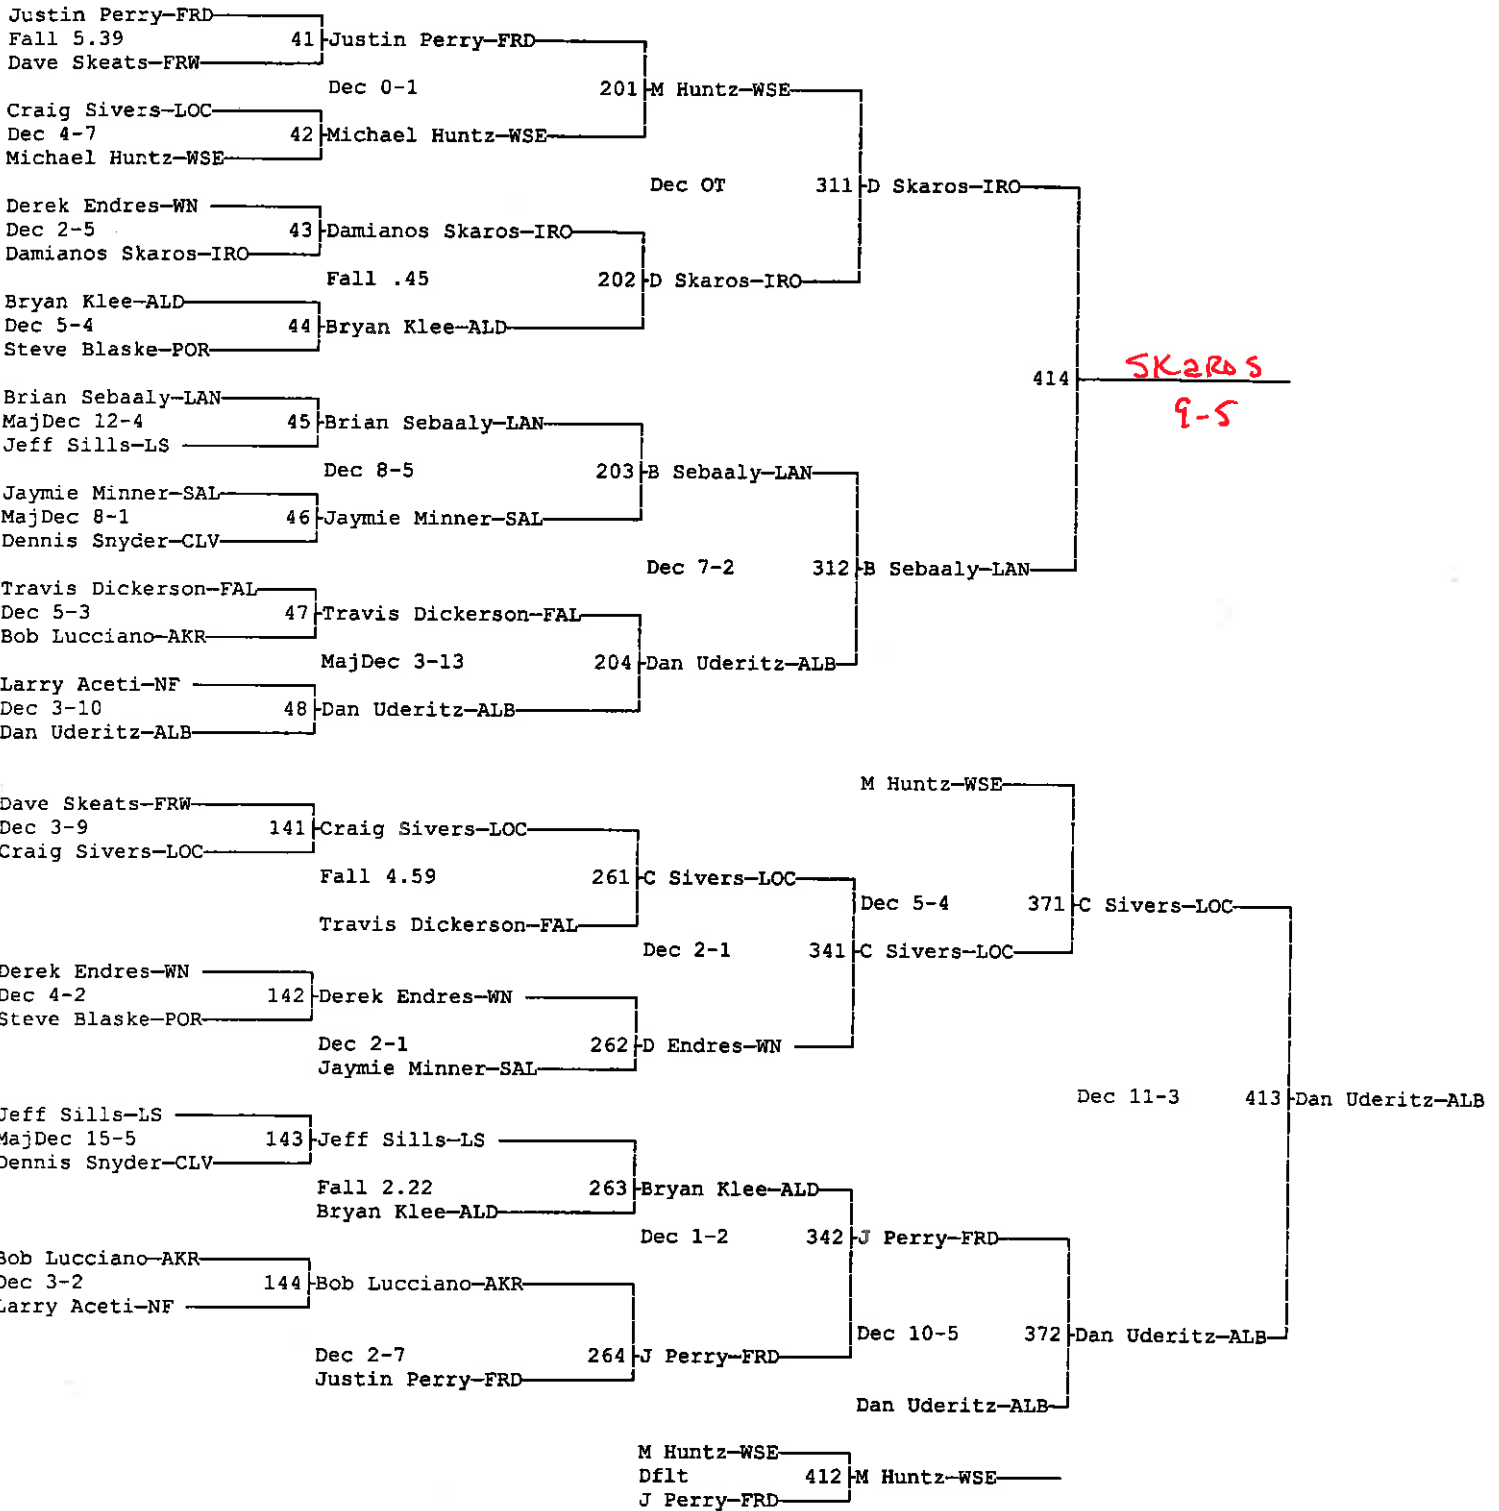 Justin Perry-FRD
Fall 5.39
41 Justin Perry-FRD
Dave Skeats-FRW
Dec 0-1
201 M Huntz-WSE
Craig Sivers-LOC
Dec 4-7
42 Michael Huntz-WSE
Michael Huntz-WSE
Dec OT
311 D Skaros-IRO
Derek Endres-WN
Dec 2-5
43 Damianos Skaros-IRO
Damianos Skaros-IRO
Fall .45
202 D Skaros-IRO
Bryan Klee-ALD
Dec 5-4
44 Bryan Klee-ALD
Steve Blaske-POR
414
SKaRoS
9-5
Brian Sebaaly-LAN
MajDec 12-4
45 Brian Sebaaly-LAN
Jeff Sills-LS
Dec 8-5
203 B Sebaaly-LAN
Jaymie Minner-SAL
MajDec 8-1
46 Jaymie Minner-SAL
Dennis Snyder-CLV
Dec 7-2
312 B Sebaaly-LAN
Travis Dickerson-FAL
Dec 5-3
47 Travis Dickerson-FAL
Bob Lucciano-AKR
MajDec 3-13
204 Dan Uderitz-ALB
Larry Aceti-NF
Dec 3-10
48 Dan Uderitz-ALB
Dan Uderitz-ALB
M Huntz-WSE
Dave Skeats-FRW
Dec 3-9
141 Craig Sivers-LOC
Craig Sivers-LOC
Fall 4.59
261 C Sivers-LOC
Dec 5-4
371 C Sivers-LOC
Travis Dickerson-FAL
Dec 2-1
341 C Sivers-LOC
Derek Endres-WN
Dec 4-2
142 Derek Endres-WN
Steve Blaske-POR
Dec 2-1
262 D Endres-WN
Jaymie Minner-SAL
Dec 11-3
413 Dan Uderitz-ALB
Jeff Sills-LS
MajDec 15-5
143 Jeff Sills-LS
Dennis Snyder-CLV
Fall 2.22
263 Bryan Klee-ALD
Bryan Klee-ALD
Dec 1-2
342 J Perry-FRD
Bob Lucciano-AKR
Dec 3-2
144 Bob Lucciano-AKR
Larry Aceti-NF
Dec 10-5
372 Dan Uderitz-ALB
Dec 2-7
264 J Perry-FRD
Justin Perry-FRD
Dan Uderitz-ALB
M Huntz-WSE
Dflt
412 M Huntz-WSE
J Perry-FRD